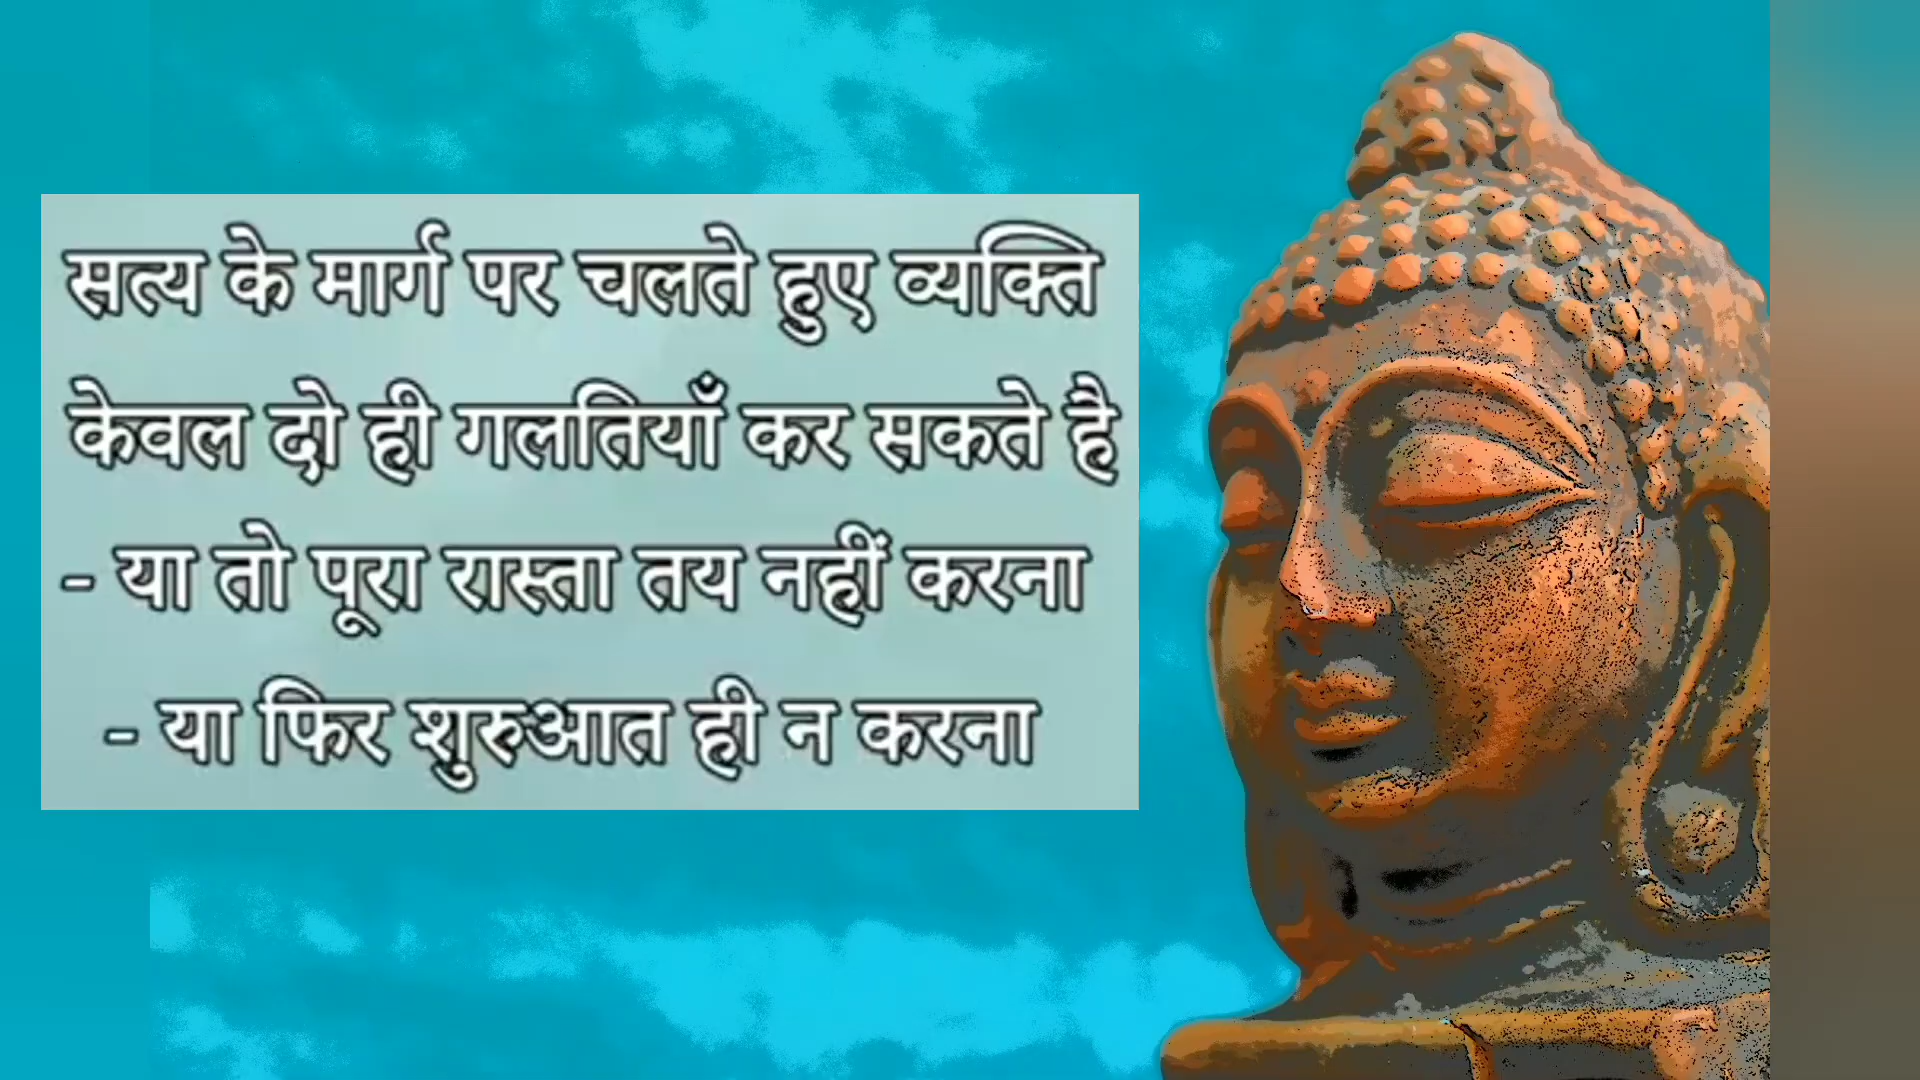 सत्य के मार्ग पर चलते हुए व्यक्ति
केवल दो ही गलतियाँ कर सकते है
- या तो पूरा रास्ता तय नहीं करना
- या फिर शुरुआत ही न करना